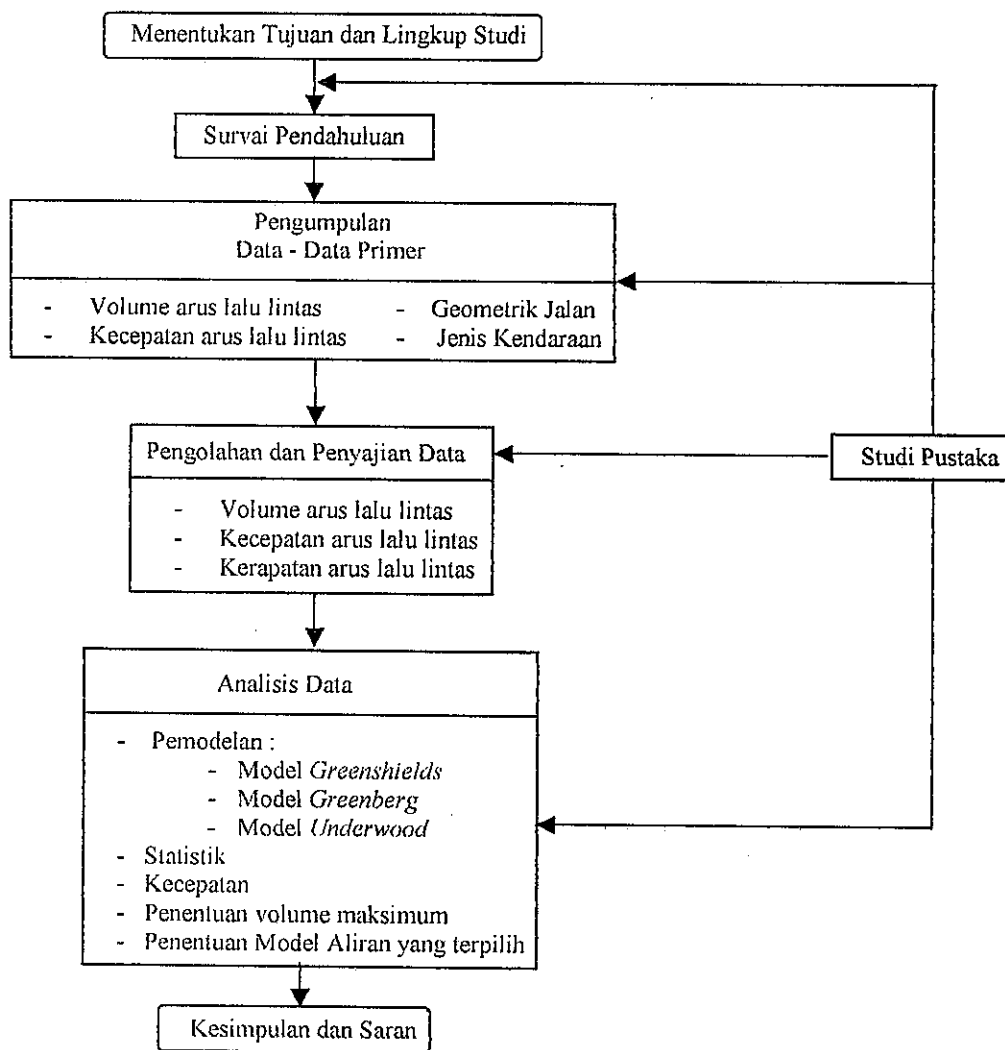 Menentukan Tujuan dan Lingkup Studi
Survai Pendahuluan
Pengumpulan
Data - Data Primer
- Volume arus lalu lintas - Geometrik Jalan
- Kecepatan arus lalu lintas - Jenis Kendaraan
Pengolahan dan Penyajian Data
Studi Pustaka
- Volume arus lalu lintas
- Kecepatan arus lalu lintas
- Kerapatan arus lalu lintas
Analisis Data
- Pemodelan :
- Model Greenshields
- Model Greenberg
- Model Underwood
- Statistik
- Kecepatan
- Penentuan volume maksimum
- Penentuan Model Aliran yang terpilih
Kesimpulan dan Saran